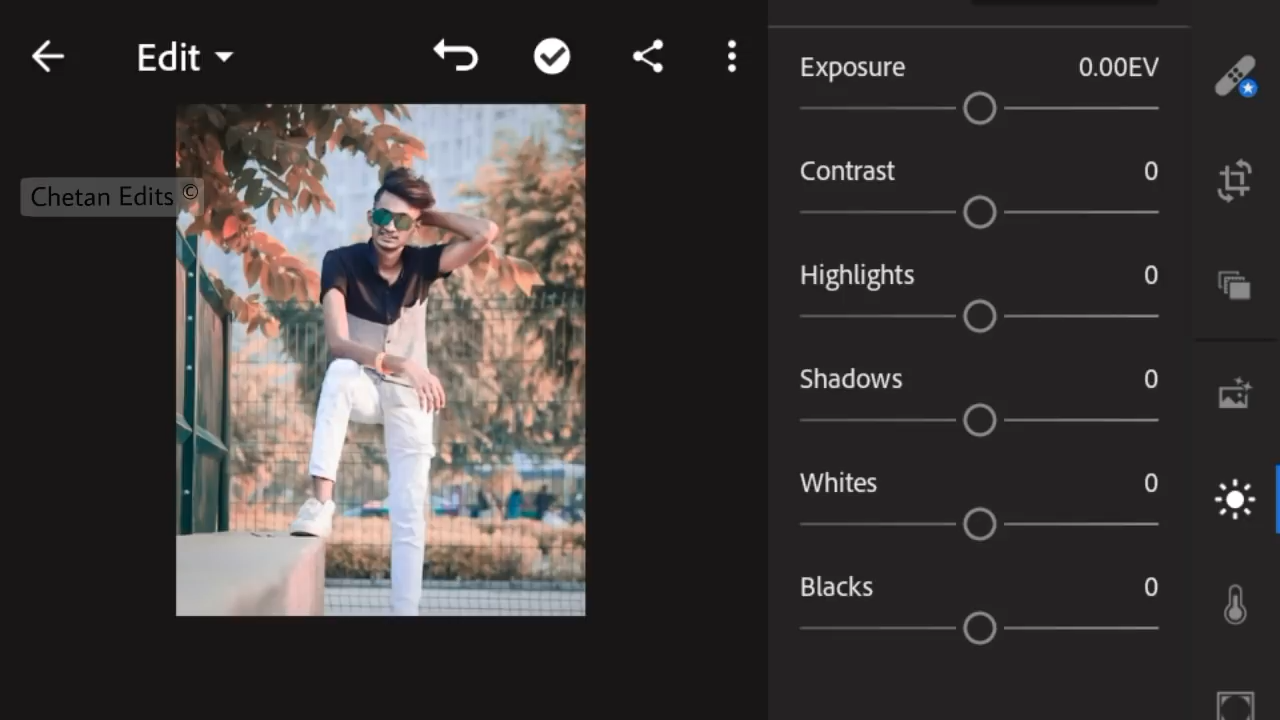 Edit
Chetan Edits ©
Exposure 0.00EV
Contrast 0
Highlights 0
Shadows 0
Whites 0
Blacks 0